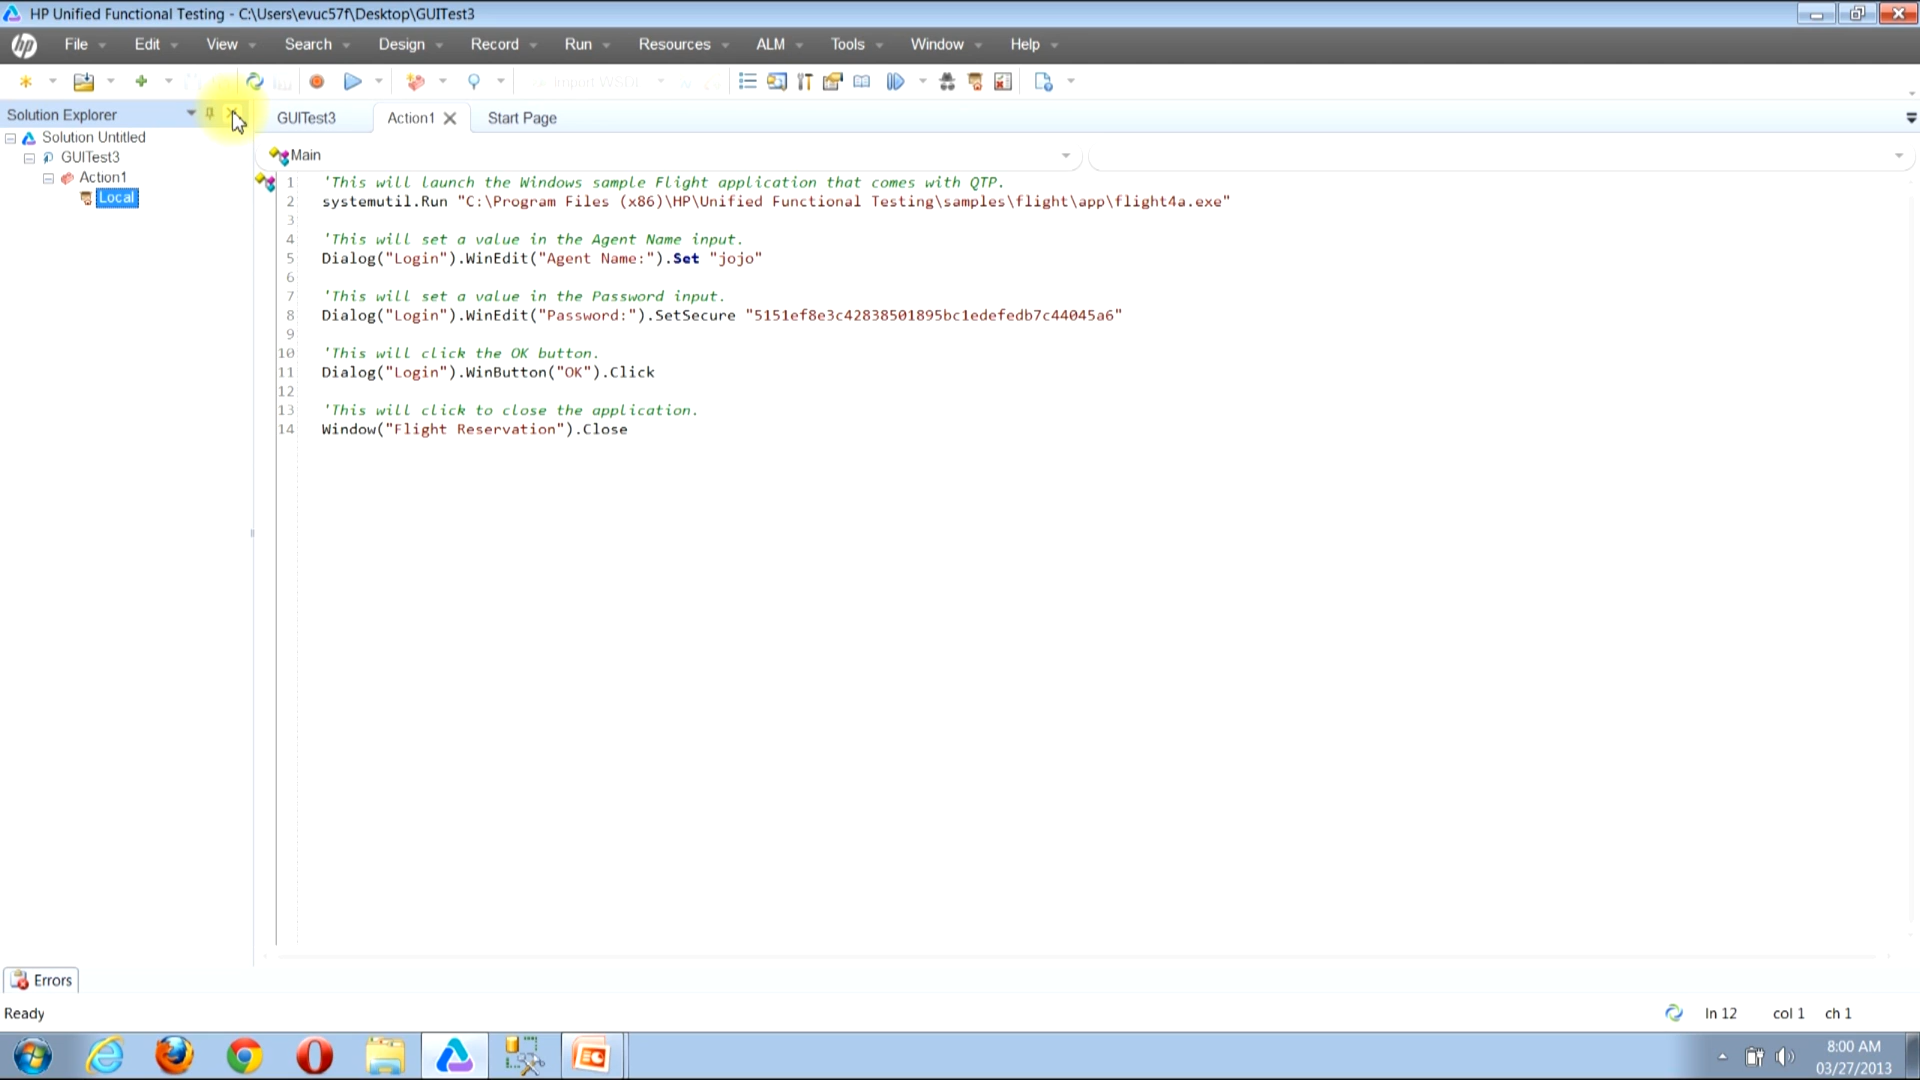 HP Unified Functional Testing - C:\Users\evuc57f\Desktop\GUITest3
hp File Edit View Search Design Record Run Resources ALM Tools Window Help
Import WSDL
Solution Explorer
GUITest3 Action1 Start Page
Solution Untitled
GUITest3
Action1
Local
Main
1 'This will launch the Windows sample Flight application that comes with QTP.
2 systemutil.Run "C:\Program Files (x86)\HP\Unified Functional Testing\samples\flight\app\flight4a.exe"
3
4 'This will set a value in the Agent Name input.
5 Dialog("Login").WinEdit("Agent Name:").Set "jojo"
6
7 'This will set a value in the Password input.
8 Dialog("Login").WinEdit("Password:").SetSecure "5151ef8e3c42838501895bc1edefedb7c44045a6"
9
10 'This will click the OK button.
11 Dialog("Login").WinButton("OK").Click
12
13 'This will click to close the application.
14 Window("Flight Reservation").Close
Errors
Ready
ln 12 col 1 ch 1
8:00 AM
03/27/2013